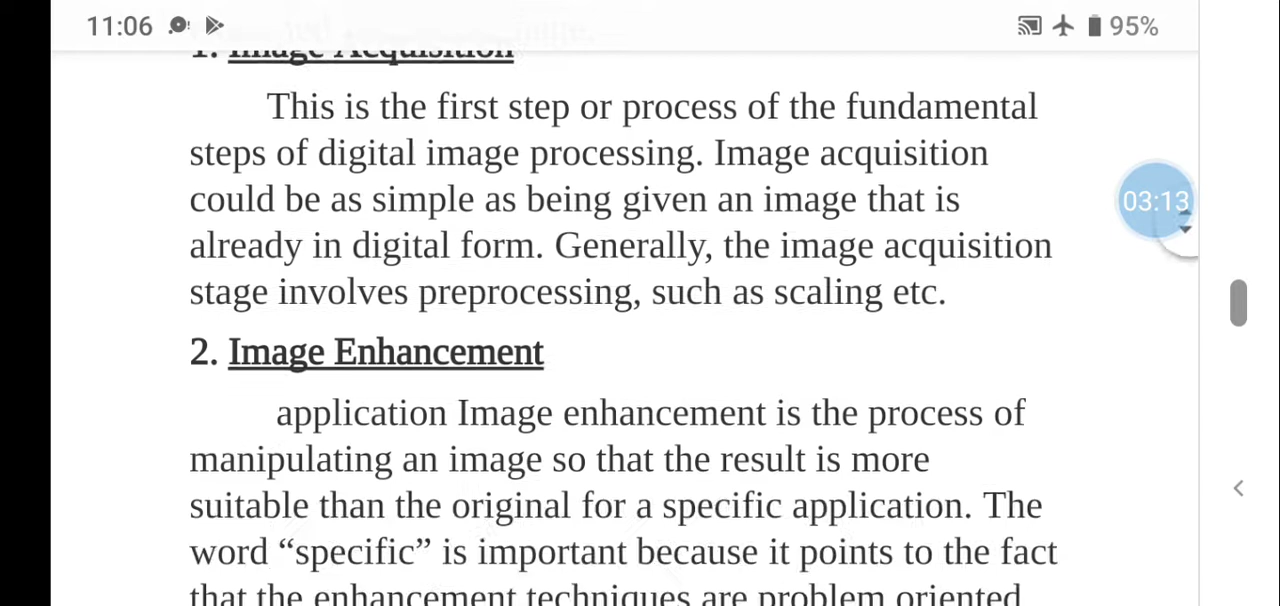 11:06
95%
1. Image Acquisition
This is the first step or process of the fundamental
steps of digital image processing. Image acquisition
could be as simple as being given an image that is
already in digital form. Generally, the image acquisition
stage involves preprocessing, such as scaling etc.
03:13
2. Image Enhancement
application Image enhancement is the process of
manipulating an image so that the result is more
suitable than the original for a specific application. The
word “specific” is important because it points to the fact
that the enhancement techniques are problem oriented